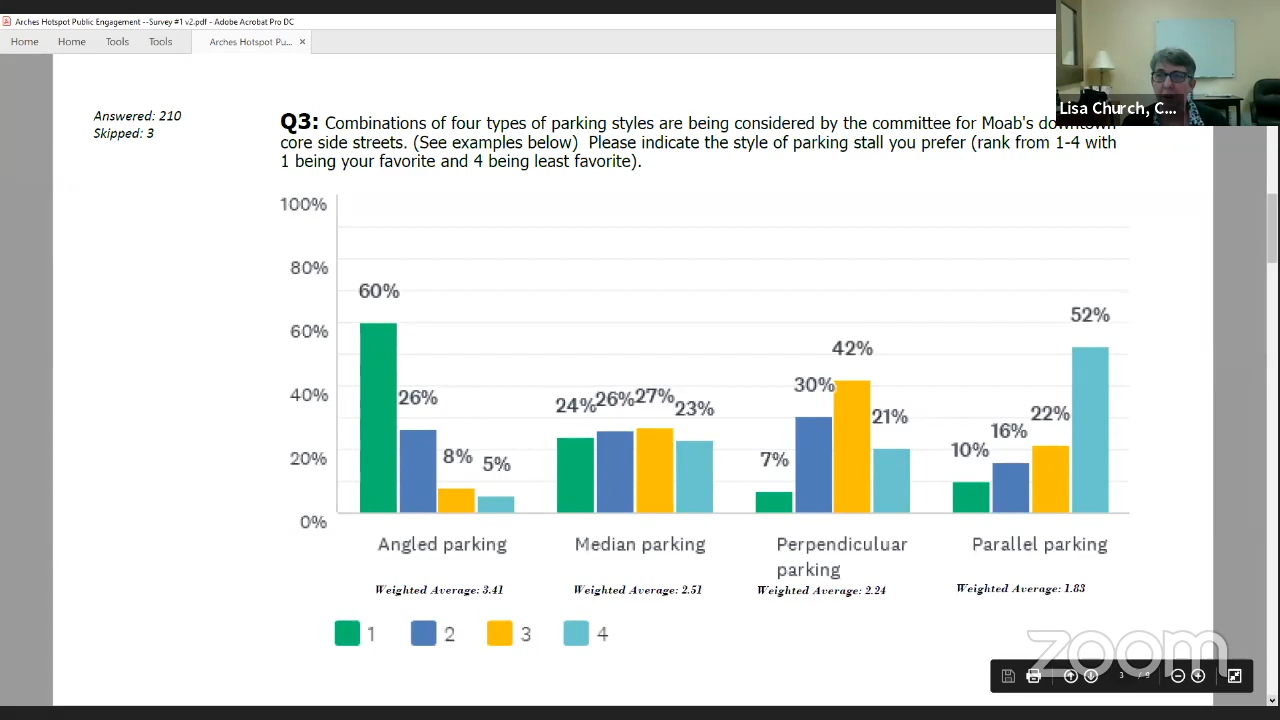 Arches Hotspot Public Engagement --Survey #1 v2.pdf - Adobe Acrobat Pro DC
Home Home Tools Tools Arches Hotspot Pu... ×
Lisa Church, C...
Answered: 210
Skipped: 3
Q3: Combinations of four types of parking styles are being considered by the committee for Moab's downtown
core side streets. (See examples below) Please indicate the style of parking stall you prefer (rank from 1-4 with
1 being your favorite and 4 being least favorite).
100%
80%
60%
40%
20%
0%
60% 26% 8% 5%
24% 26% 27% 23%
7% 30% 42% 21%
10% 16% 22% 52%
Angled parking Median parking Perpendiculuar Parallel parking
parking
Weighted Average: 3.41 Weighted Average: 2.51 Weighted Average: 2.24 Weighted Average: 1.83
1 2 3 4
zoom
3 / 9